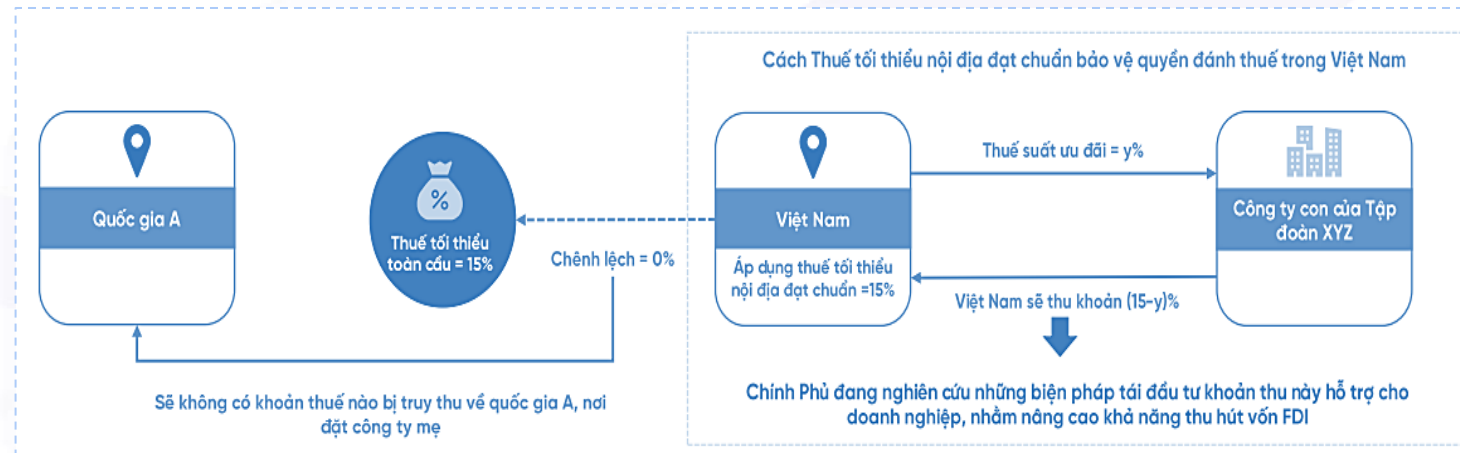 Cách Thuế tối thiểu nội địa đạt chuẩn bảo vệ quyền đánh thuế trong Việt Nam
Quốc gia A
%
Thuế tối thiểu
toàn cầu = 15%
Chênh lệch = 0%
Việt Nam
Áp dụng thuế tối thiểu
nội địa đạt chuẩn =15%
Thuế suất ưu đãi = y%
Công ty con của Tập
đoàn XYZ
Việt Nam sẽ thu khoản (15-y)%
Sẽ không có khoản thuế nào bị truy thu về quốc gia A, nơi
đặt công ty mẹ
Chính Phủ đang nghiên cứu những biện pháp tái đầu tư khoản thu này hỗ trợ cho
doanh nghiệp, nhằm nâng cao khả năng thu hút vốn FDI